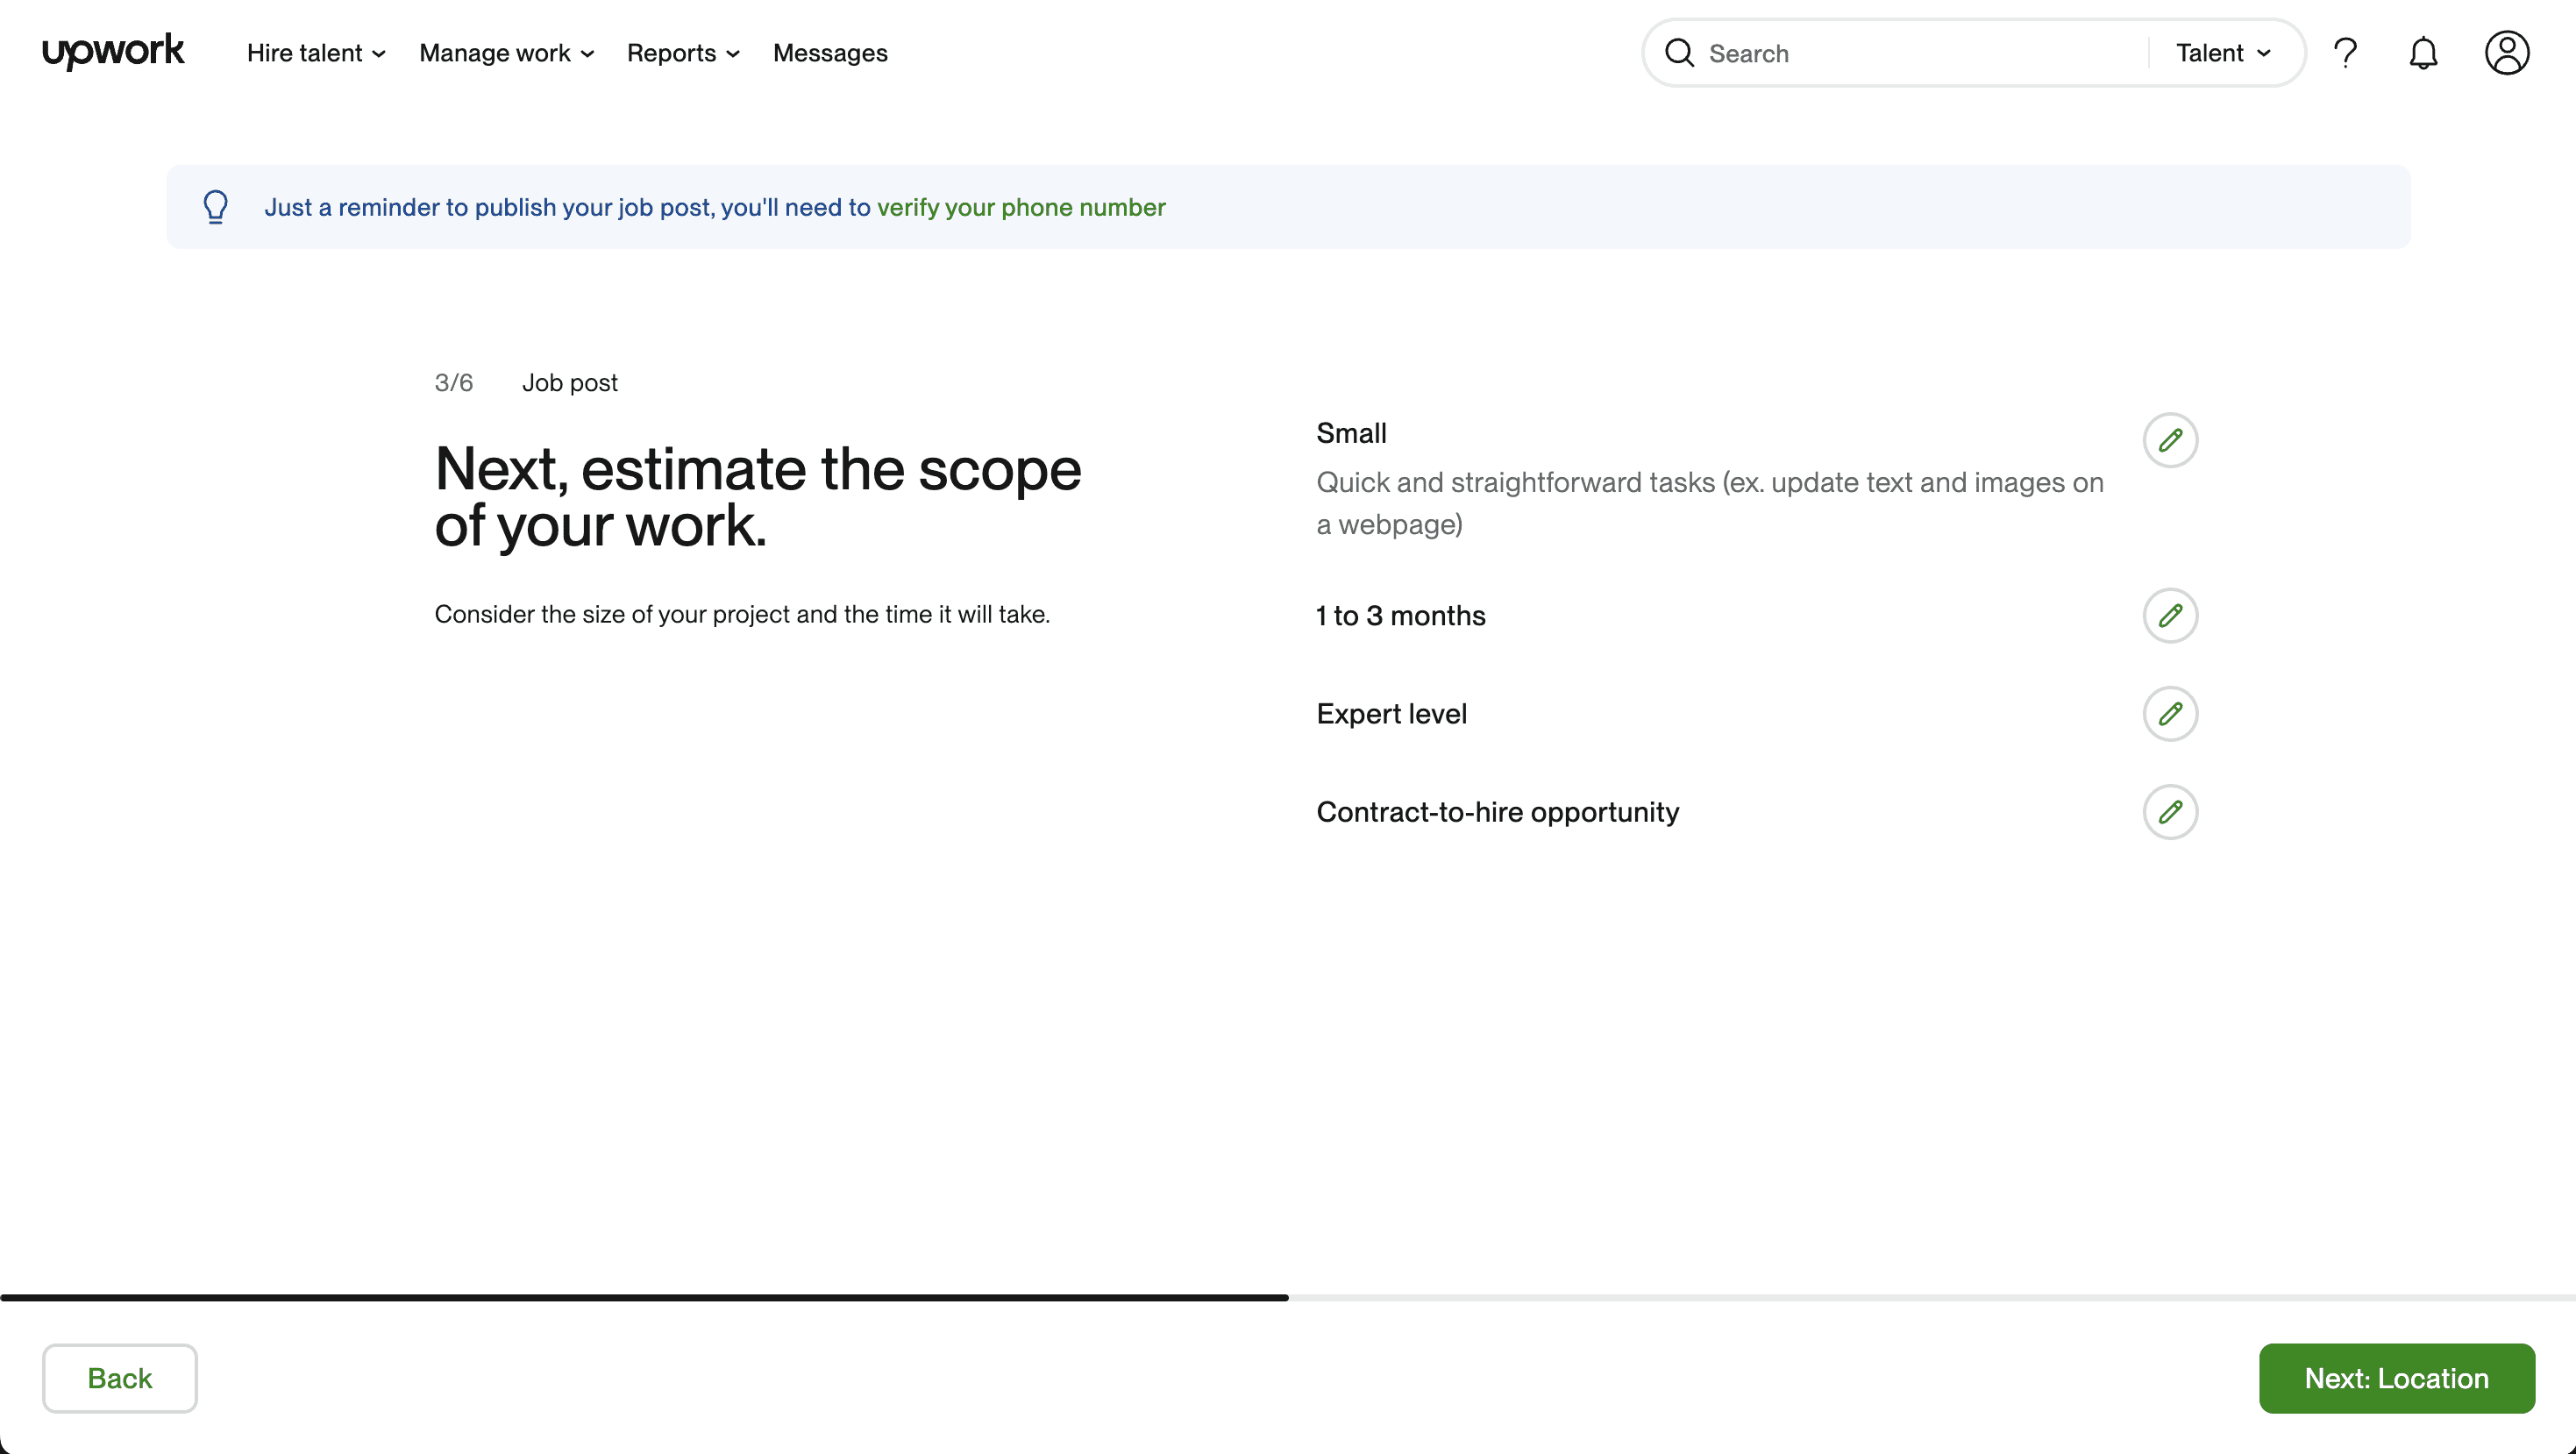 upwork
Hire talent
Manage work
Reports
Messages
Search
Talent
Just a reminder to publish your job post, you'll need to verify your phone number
3/6
Job post
Next, estimate the scope
of your work.
Consider the size of your project and the time it will take.
Small
Quick and straightforward tasks (ex. update text and images on
a webpage)
1 to 3 months
Expert level
Contract-to-hire opportunity
Back
Next: Location